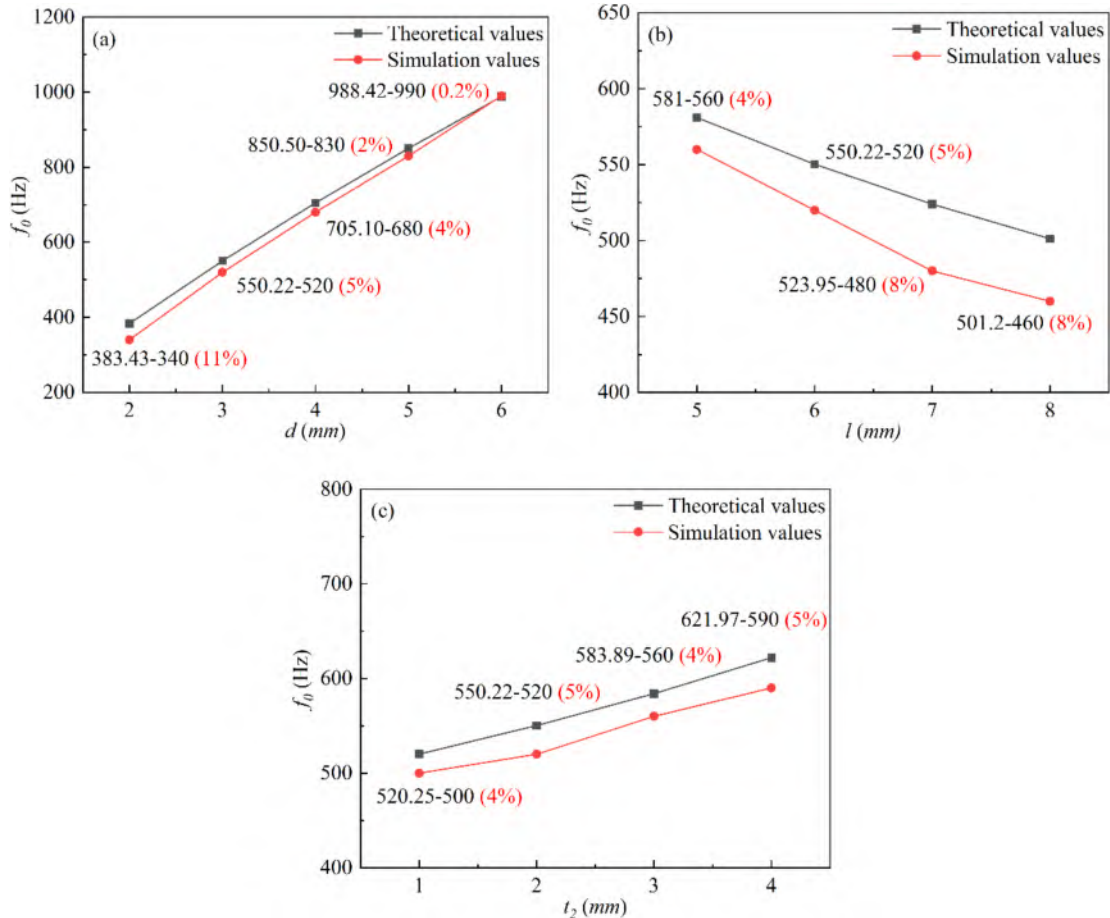 (a)
Theoretical values
Simulation values
988.42-990 (0.2%)
850.50-830 (2%)
705.10-680 (4%)
550.22-520 (5%)
383.43-340 (11%)
1200
1000
800
600
400
200
f0 (Hz)
2 3 4 5 6
d (mm)
(b)
Theoretical values
Simulation values
581-560 (4%)
550.22-520 (5%)
523.95-480 (8%)
501.2-460 (8%)
650
600
550
500
450
400
f0 (Hz)
5 6 7 8
l (mm)
(c)
Theoretical values
Simulation values
621.97-590 (5%)
583.89-560 (4%)
550.22-520 (5%)
520.25-500 (4%)
800
700
600
500
400
f0 (Hz)
1 2 3 4
t2 (mm)